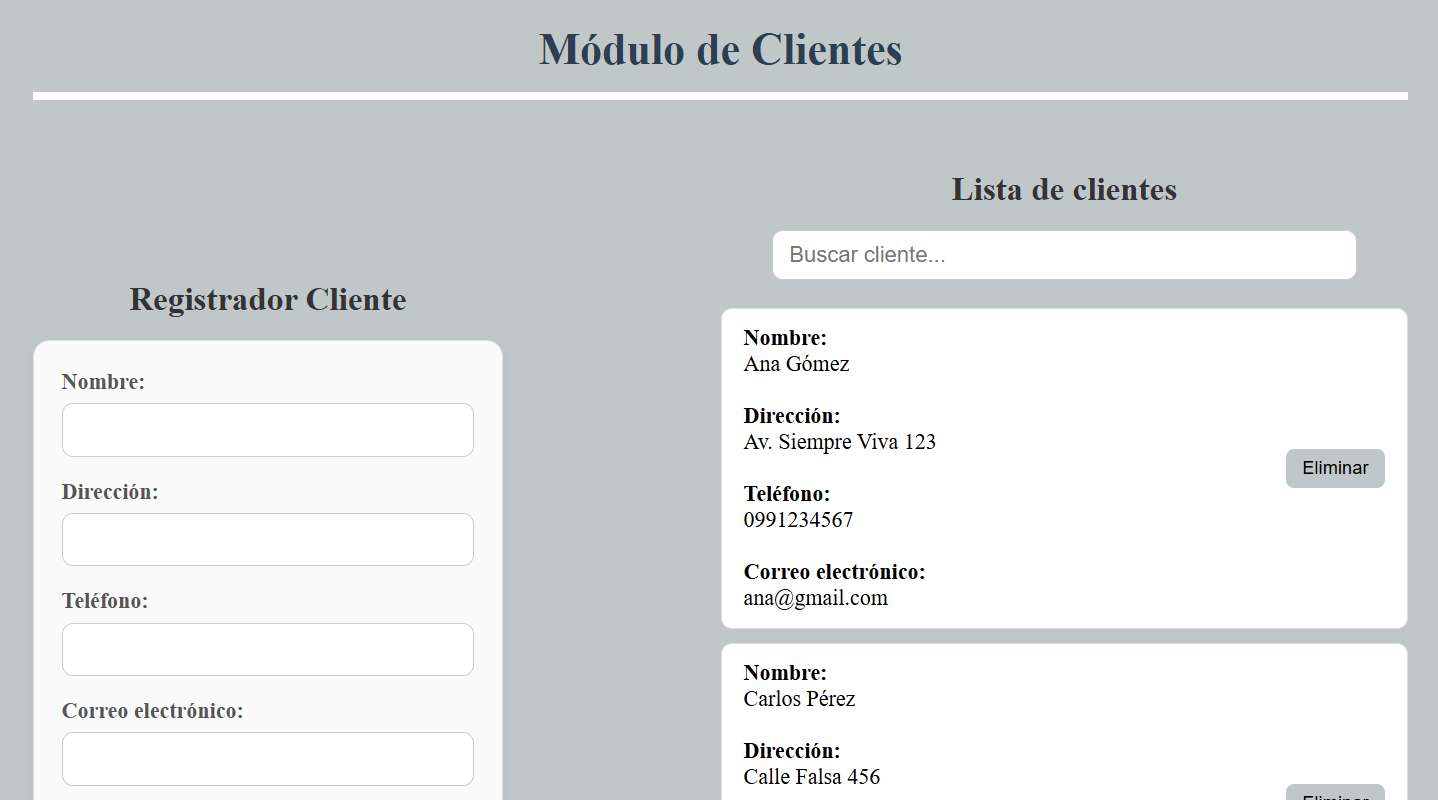 Módulo de Clientes
Registrador Cliente
Nombre:
Dirección:
Teléfono:
Correo electrónico:
Lista de clientes
Buscar cliente...
Nombre:
Ana Gómez
Dirección:
Av. Siempre Viva 123
Teléfono:
0991234567
Correo electrónico:
ana@gmail.com
Eliminar
Nombre:
Carlos Pérez
Dirección:
Calle Falsa 456
Eliminar